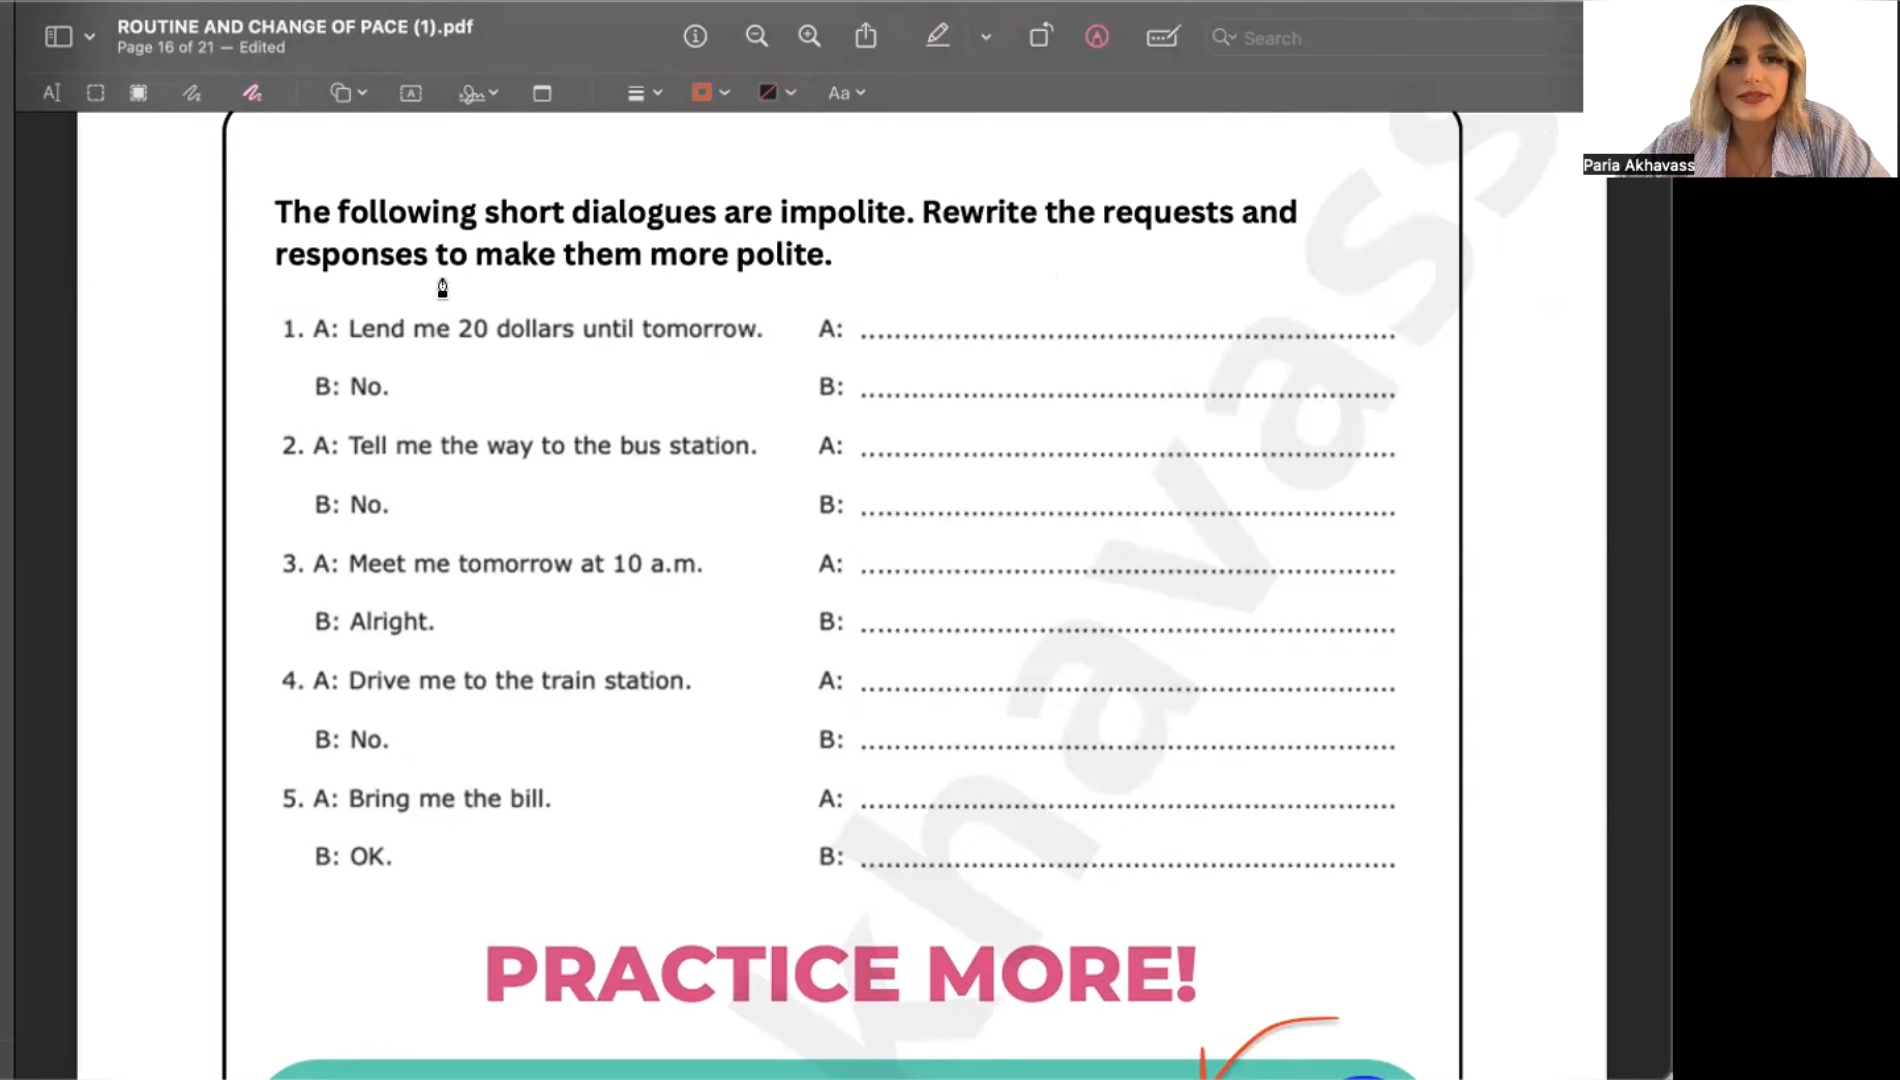 ROUTINE AND CHANGE OF PACE (1).pdf
Page 16 of 21 — Edited
Search
Aa
Paria Akhavass
The following short dialogues are impolite. Rewrite the requests and
responses to make them more polite.
1. A: Lend me 20 dollars until tomorrow. A: ........................................
B: No. B: ........................................
2. A: Tell me the way to the bus station. A: ........................................
B: No. B: ........................................
3. A: Meet me tomorrow at 10 a.m. A: ........................................
B: Alright. B: ........................................
4. A: Drive me to the train station. A: ........................................
B: No. B: ........................................
5. A: Bring me the bill. A: ........................................
B: OK. B: ........................................
khavass
PRACTICE MORE!